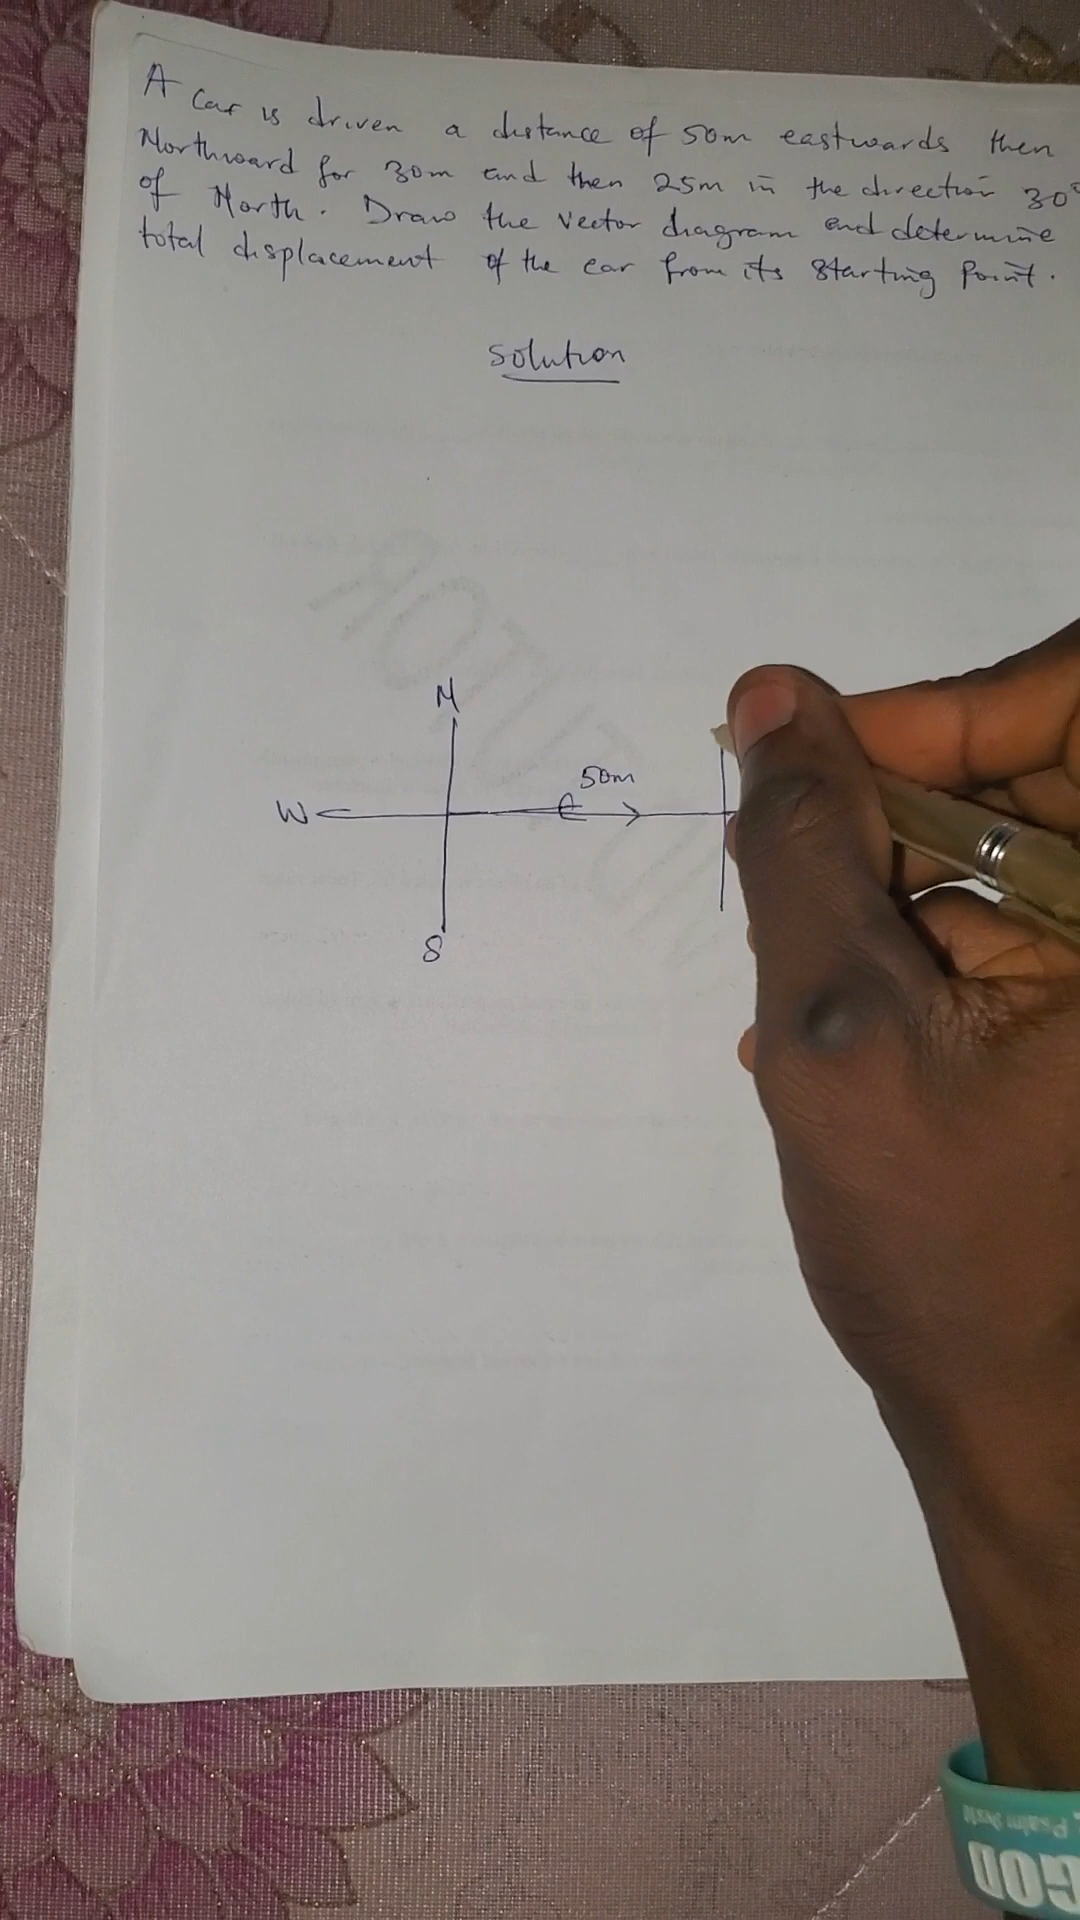 A car is driven a distance of 50m eastwards then
Northward for 30m and then 25m in the direction 30°
of North. Draw the vector diagram and determine
total displacement of the car from its starting point.
Solution
N
50m
W
S
GOD